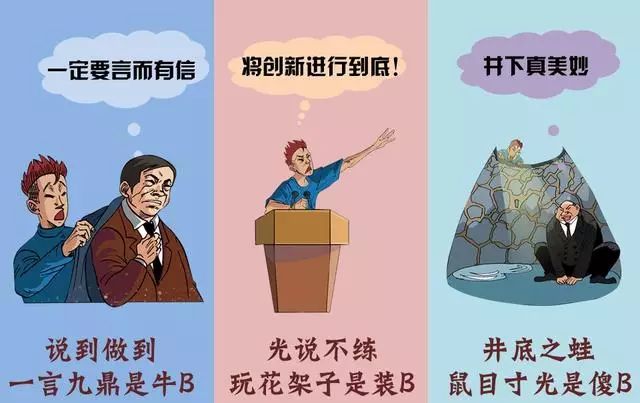 一定要言而有信
将创新进行到底!
井下真美妙
说到做到
一言九鼎是牛B
光说不练
玩花架子是装B
井底之蛙
鼠目寸光是傻B